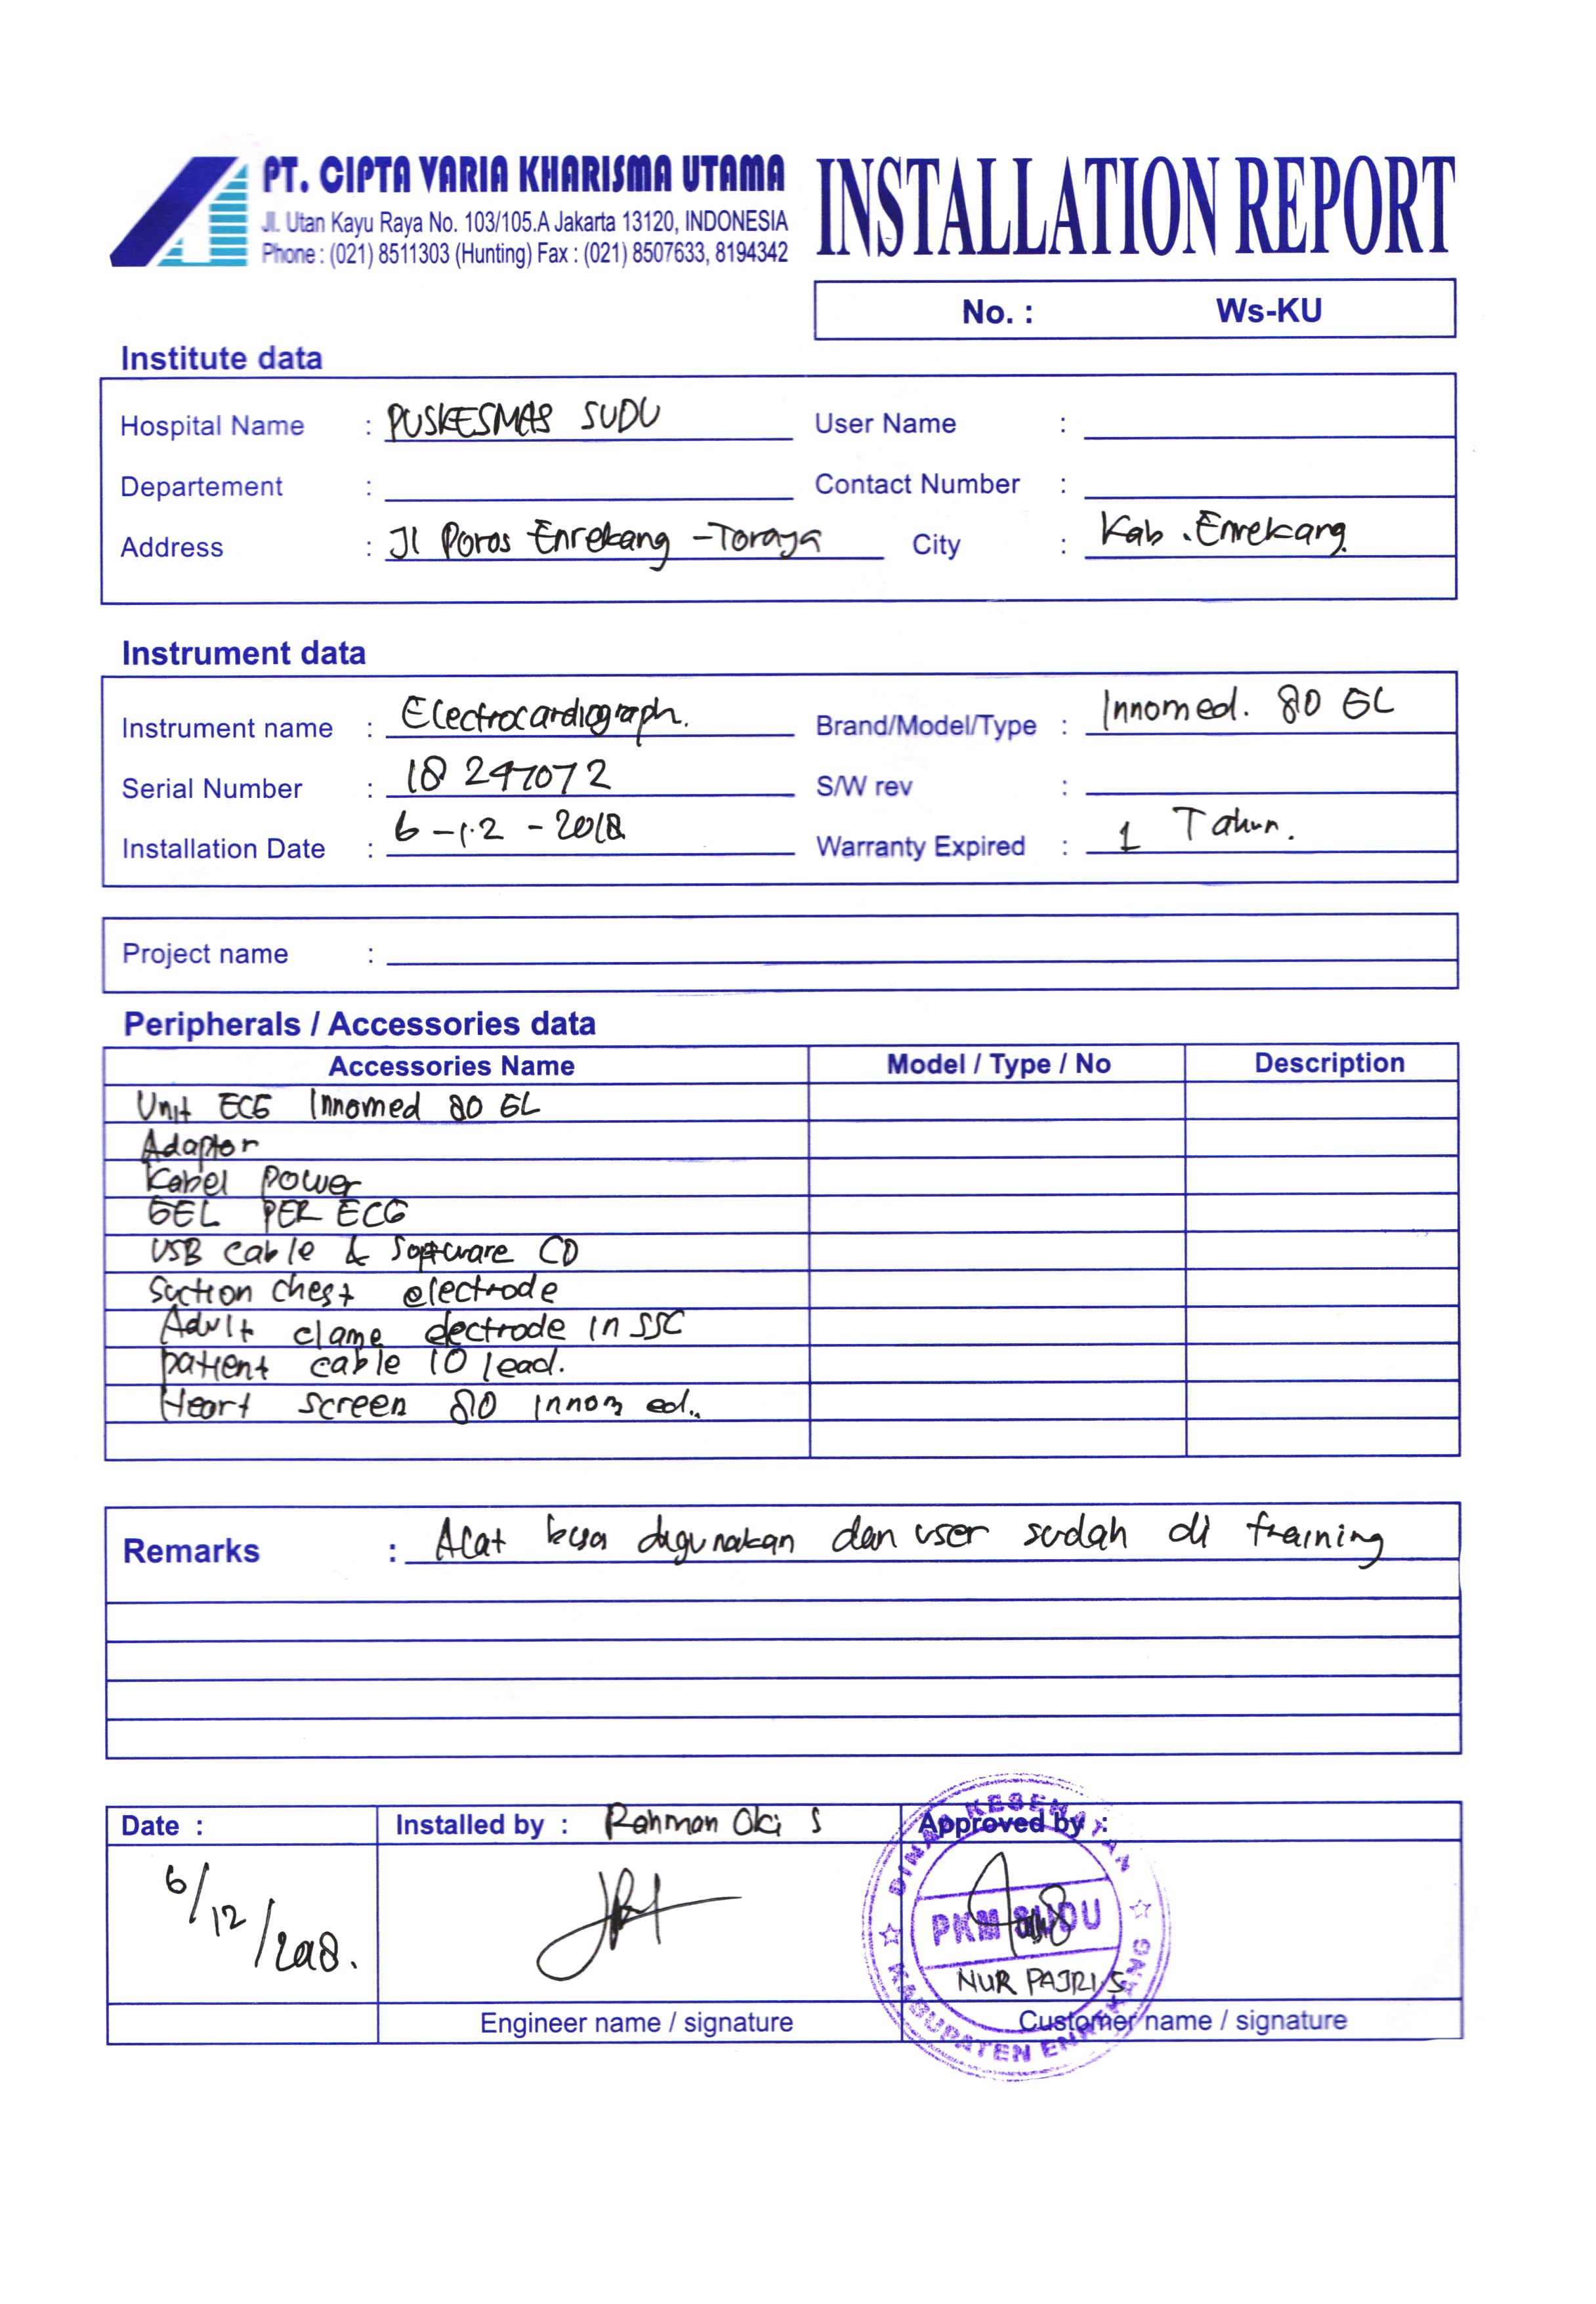 PT. CIPTA VARIA KHARISMA UTAMA
Jl. Utan Kayu Raya No. 103/105.A Jakarta 13120, INDONESIA
Phone : (021) 8511303 (Hunting) Fax : (021) 8507633, 8194342
INSTALLATION REPORT
No. : Ws-KU
Institute data
Hospital Name : PUSKESMAS SUDU User Name :
Departement : Contact Number :
Address : Jl Poros Enrekang - Toraya City : Kab. Enrekang
Instrument data
Instrument name : Electrocardiograph. Brand/Model/Type : Innomed. 80 GL
Serial Number : 18247072 S/W rev :
Installation Date : 6-12-2018 Warranty Expired : 1 Tahun.
Project name :
Peripherals / Accessories data
Accessories Name Model / Type / No Description
Unit ECG Innomed 80 GL
Adaptor
Kabel Power
GEL PER ECG
USB cable & Software CD
Suction chest electrode
Adult clame electrode in SSC
patient cable 10 lead.
Heart screen 80 innomed..
Remarks : Alat bisa digunakan dan user sudah di training
Date : Installed by : Rahman Oki S Approved by :
6/12/2018.
DINAS KESEHATAN
PKM SUDU
KABUPATEN ENREKANG
NUR PAJRI.S
Engineer name / signature Customer name / signature